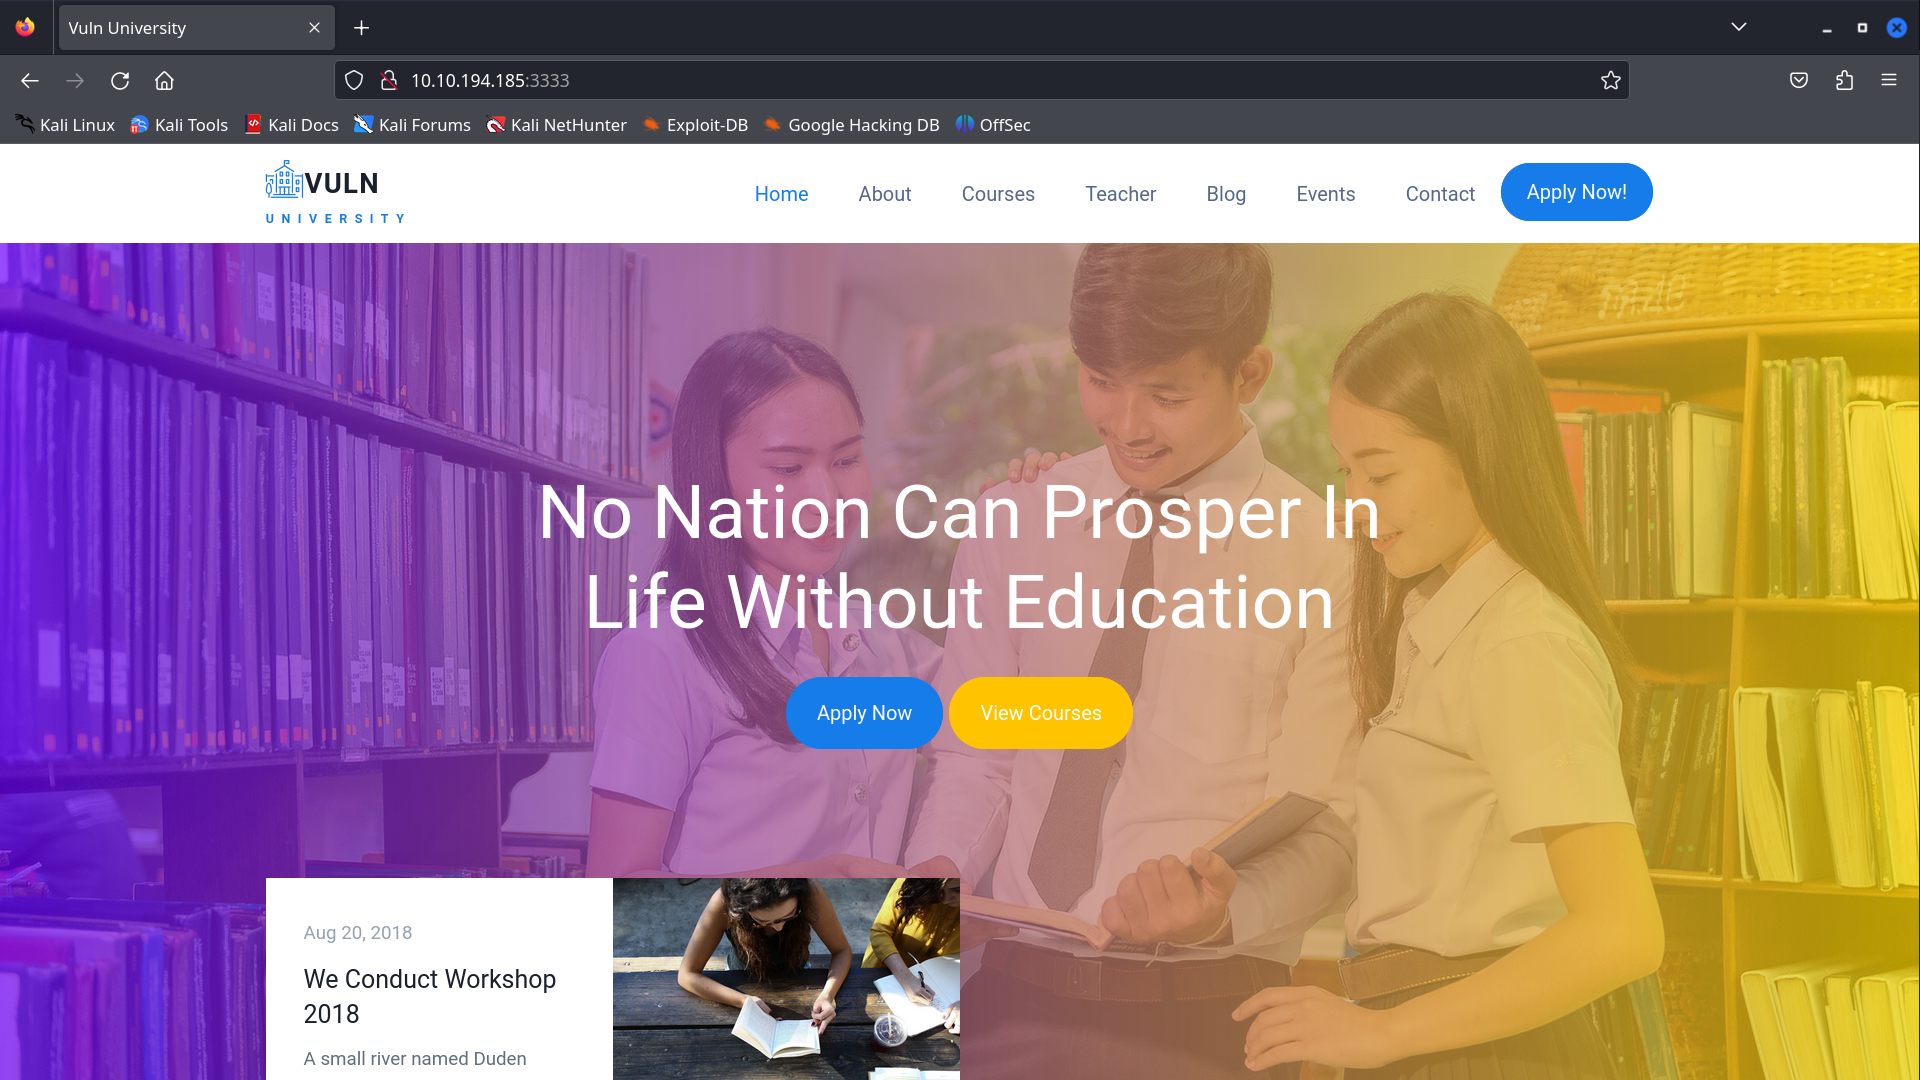 Vuln University
10.10.194.185:3333
Kali Linux Kali Tools Kali Docs Kali Forums Kali NetHunter Exploit-DB Google Hacking DB OffSec
VULN
UNIVERSITY
Home About Courses Teacher Blog Events Contact Apply Now!
No Nation Can Prosper In
Life Without Education
Apply Now View Courses
Aug 20, 2018
We Conduct Workshop
2018
A small river named Duden